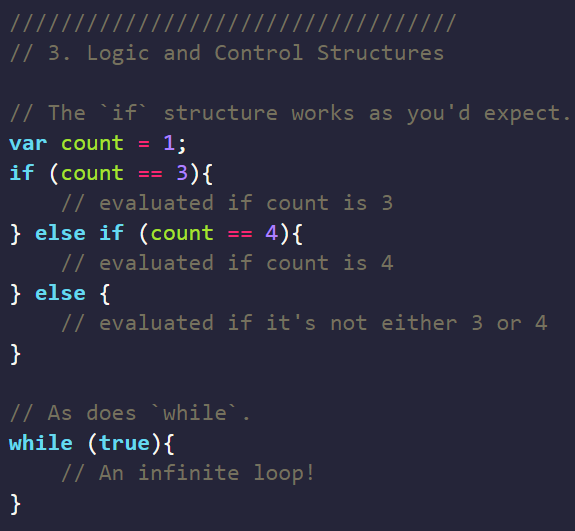 ///////////////////////////////////
// 3. Logic and Control Structures

// The `if` structure works as you'd expect.
var count = 1;
if (count == 3){
    // evaluated if count is 3
} else if (count == 4){
    // evaluated if count is 4
} else {
    // evaluated if it's not either 3 or 4
}

// As does `while`.
while (true){
    // An infinite loop!
}